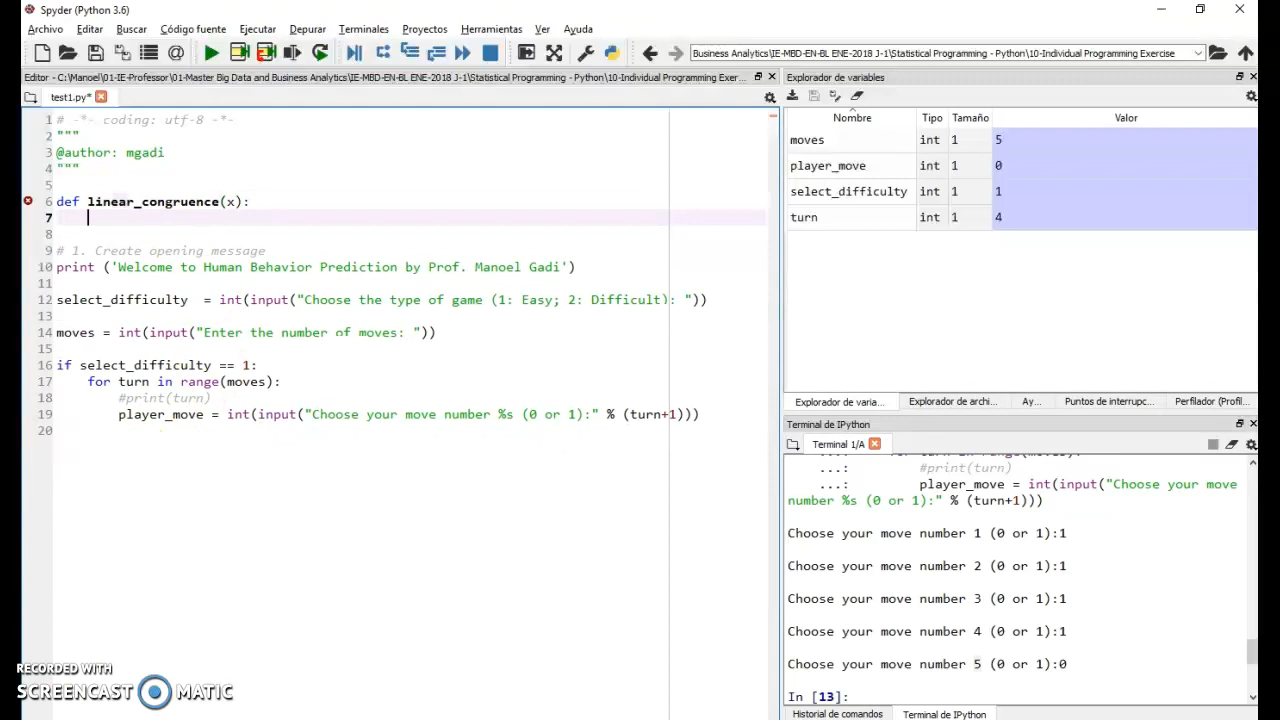 Spyder (Python 3.6)
Archivo Editar Buscar Código fuente Ejecutar Depurar Terminales Proyectos Herramientas Ver Ayuda
Business Analytics\IE-MBD-EN-BL ENE-2018 J-1\Statistical Programming - Python\10-Individual Programming Exercise
Editor - C:\Manoel\01-IE-Professor\01-Master Big Data and Business Analytics\IE-MBD-EN-BL ENE-2018 J-1\Statistical Programming - Python\10-Individual Programming Exer...
test1.py*
1 # -*- coding: utf-8 -*-
2 """
3 @author: mgadi
4 """
5
6 def linear_congruence(x):
7
8
9 # 1. Create opening message
10 print ('Welcome to Human Behavior Prediction by Prof. Manoel Gadi')
11
12 select_difficulty = int(input("Choose the type of game (1: Easy; 2: Difficult): "))
13
14 moves = int(input("Enter the number of moves: "))
15
16 if select_difficulty == 1:
17 for turn in range(moves):
18 #print(turn)
19 player_move = int(input("Choose your move number %s (0 or 1):" % (turn+1)))
20
Explorador de variables
Nombre Tipo Tamaño Valor
moves int 1 5
player_move int 1 0
select_difficulty int 1 1
turn int 1 4
Explorador de varia... Explorador de archi... Ay... Puntos de interrupc... Perfilador (Profil...
Terminal de IPython
Terminal 1/A
...: #print(turn)
...: player_move = int(input("Choose your move
number %s (0 or 1):" % (turn+1)))
Choose your move number 1 (0 or 1):1
Choose your move number 2 (0 or 1):1
Choose your move number 3 (0 or 1):1
Choose your move number 4 (0 or 1):1
Choose your move number 5 (0 or 1):0
In [13]:
Historial de comandos Terminal de IPython
RECORDED WITH
SCREENCAST MATIC